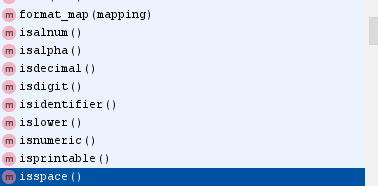 m format_map(mapping)
m isalnum()
m isalpha()
m isdecimal()
m isdigit()
m isidentifier()
m islower()
m isnumeric()
m isprintable()
m isspace()